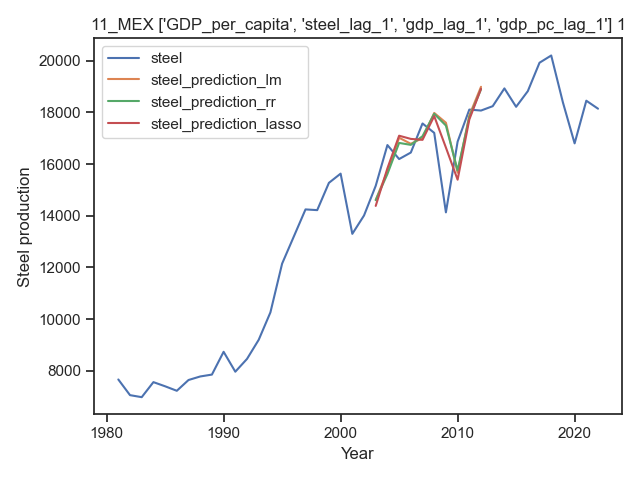 11_MEX ['GDP_per_capita', 'steel_lag_1', 'gdp_lag_1', 'gdp_pc_lag_1'] 1
steel
steel_prediction_lm
steel_prediction_rr
steel_prediction_lasso
20000
18000
16000
14000
12000
10000
8000
Steel production
1980
1990
2000
2010
2020
Year